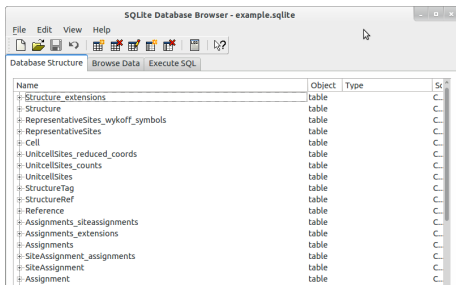 SQLite Database Browser - example.sqlite
File Edit View Help
Database Structure Browse Data Execute SQL
Name Object Type Sc
Structure_extensions table C...
Structure table C...
RepresentativeSites_wykoff_symbols table C...
RepresentativeSites table C...
Cell table C...
UnitcellSites_reduced_coords table C...
UnitcellSites_counts table C...
UnitcellSites table C...
StructureTag table C...
StructureRef table C...
Reference table C...
Assignments_siteassignments table C...
Assignments_extensions table C...
Assignments table C...
SiteAssignment_assignments table C...
SiteAssignment table C...
Assignment table C...